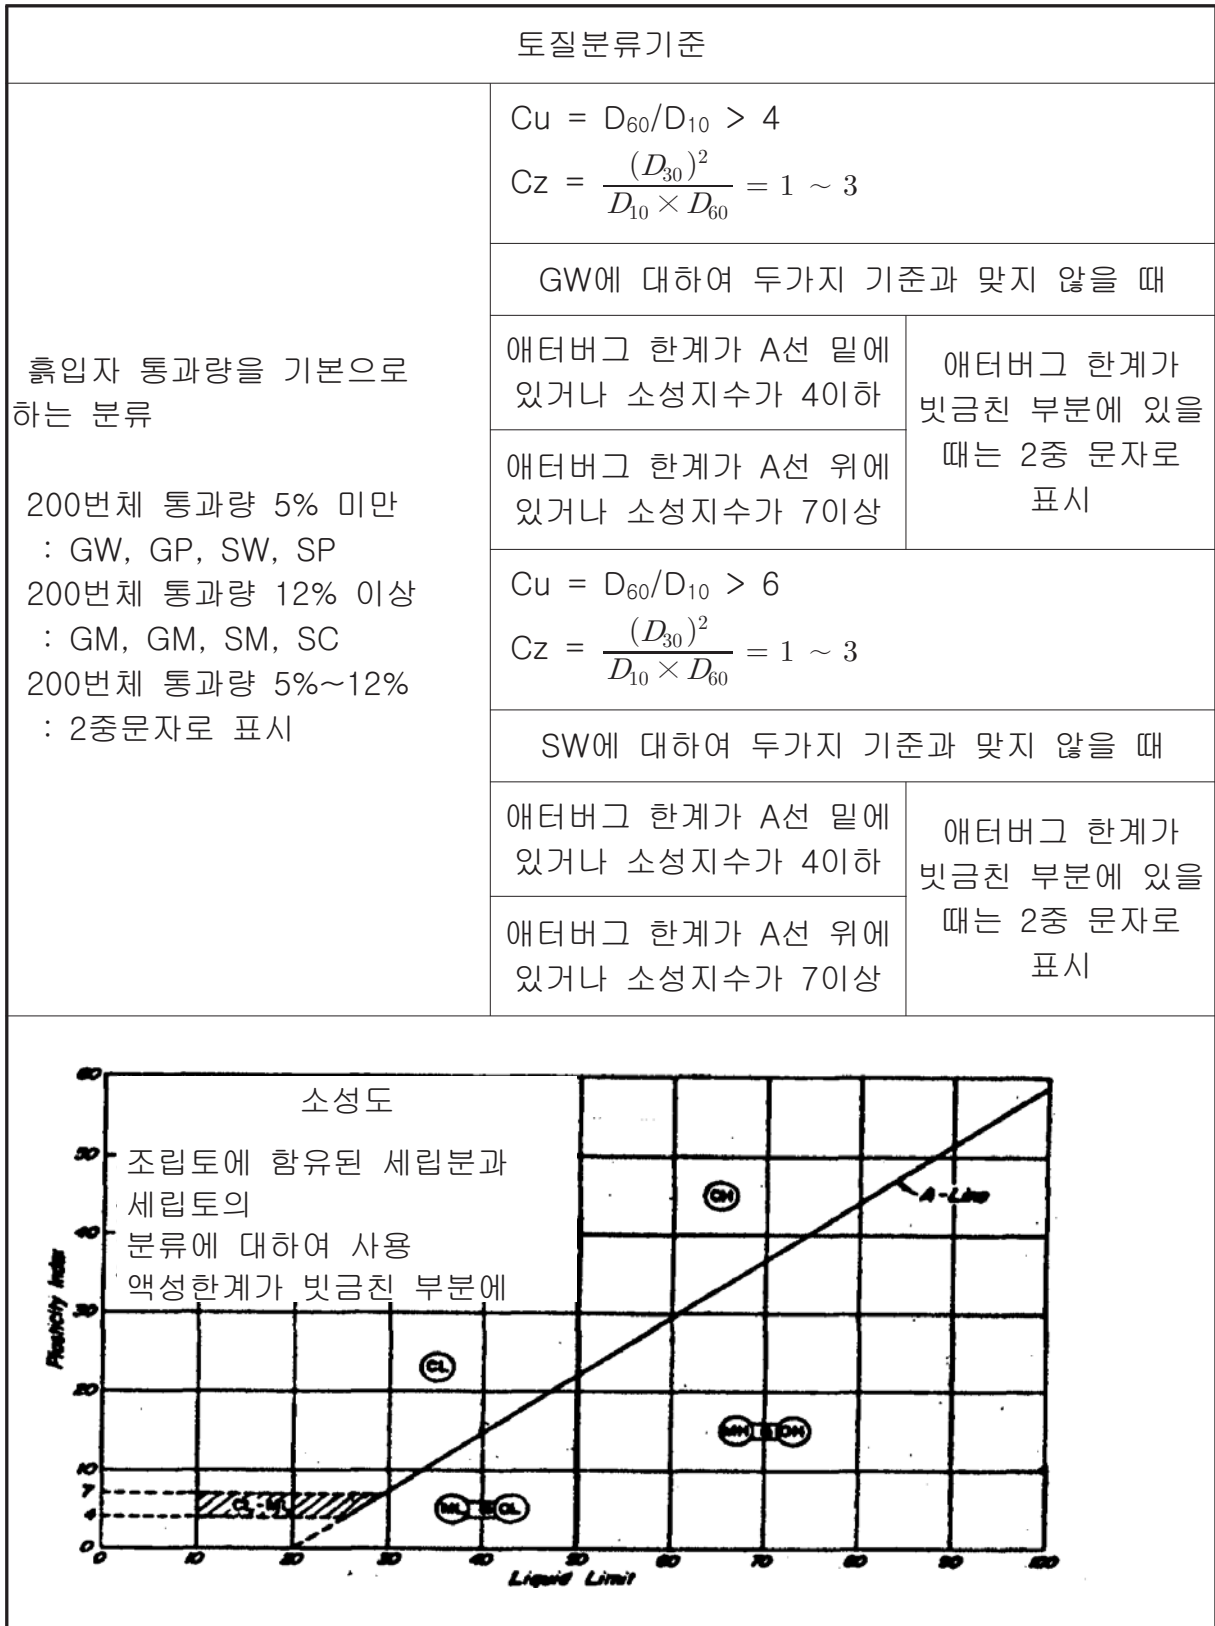 토질분류기준
흙입자 통과량을 기본으로
하는 분류
200번체 통과량 5% 미만
: GW, GP, SW, SP
200번체 통과량 12% 이상
: GM, GM, SM, SC
200번체 통과량 5%~12%
: 2중문자로 표시
Cu = D₆₀/D₁₀ > 4
Cz = (D₃₀)² / (D₁₀ × D₆₀) = 1 ~ 3
GW에 대하여 두가지 기준과 맞지 않을 때
애터버그 한계가 A선 밑에
있거나 소성지수가 4이하
애터버그 한계가 A선 위에
있거나 소성지수가 7이상
애터버그 한계가
빗금친 부분에 있을
때는 2중 문자로
표시
Cu = D₆₀/D₁₀ > 6
Cz = (D₃₀)² / (D₁₀ × D₆₀) = 1 ~ 3
SW에 대하여 두가지 기준과 맞지 않을 때
애터버그 한계가 A선 밑에
있거나 소성지수가 4이하
애터버그 한계가 A선 위에
있거나 소성지수가 7이상
애터버그 한계가
빗금친 부분에 있을
때는 2중 문자로
표시
소성도
조립토에 함유된 세립분과
세립토의
분류에 대하여 사용
액성한계가 빗금친 부분에
Plasticity Index
60
50
40
30
20
10
7
4
0
CH
A-Line
CL
MH OH
CL-ML
ML OL
0 10 20 30 40 50 60 70 80 90 100
Liquid Limit